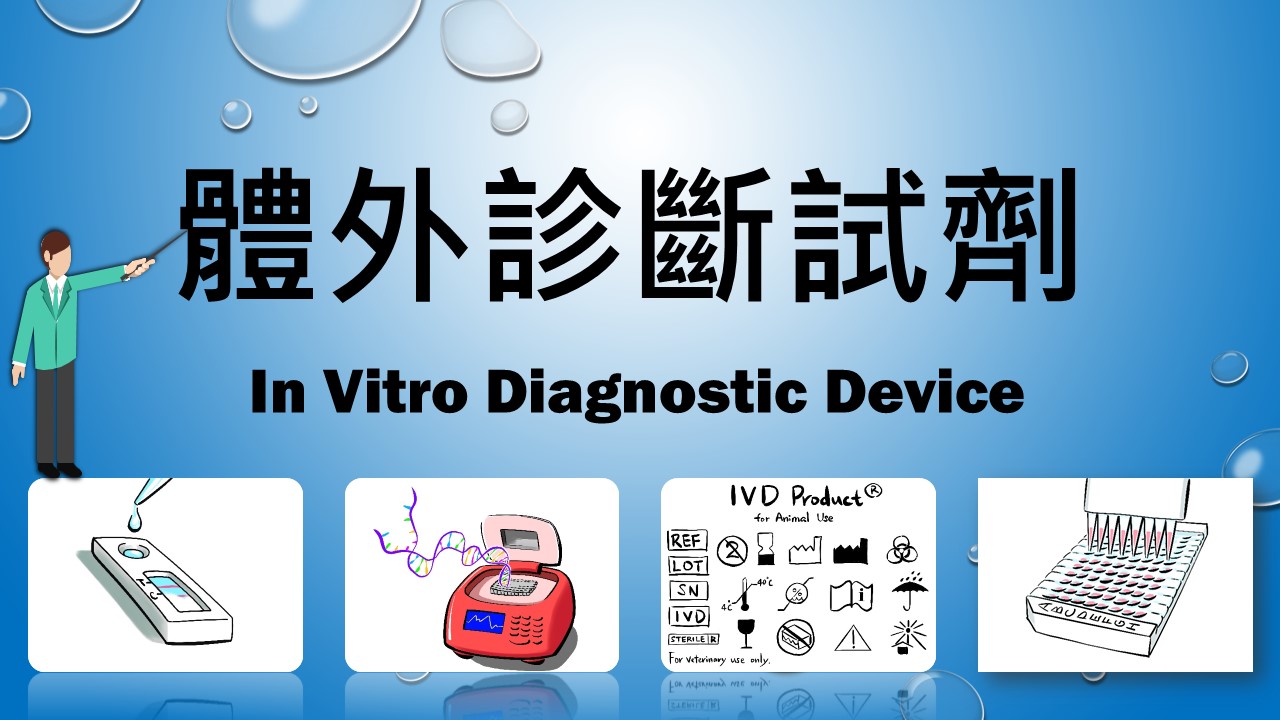 體外診斷試劑
In Vitro Diagnostic Device
IVD Product®
for Animal Use
REF
LOT
SN
IVD
STERILE R
40°C
4°C
%
i
For veterinary use only.
C
T